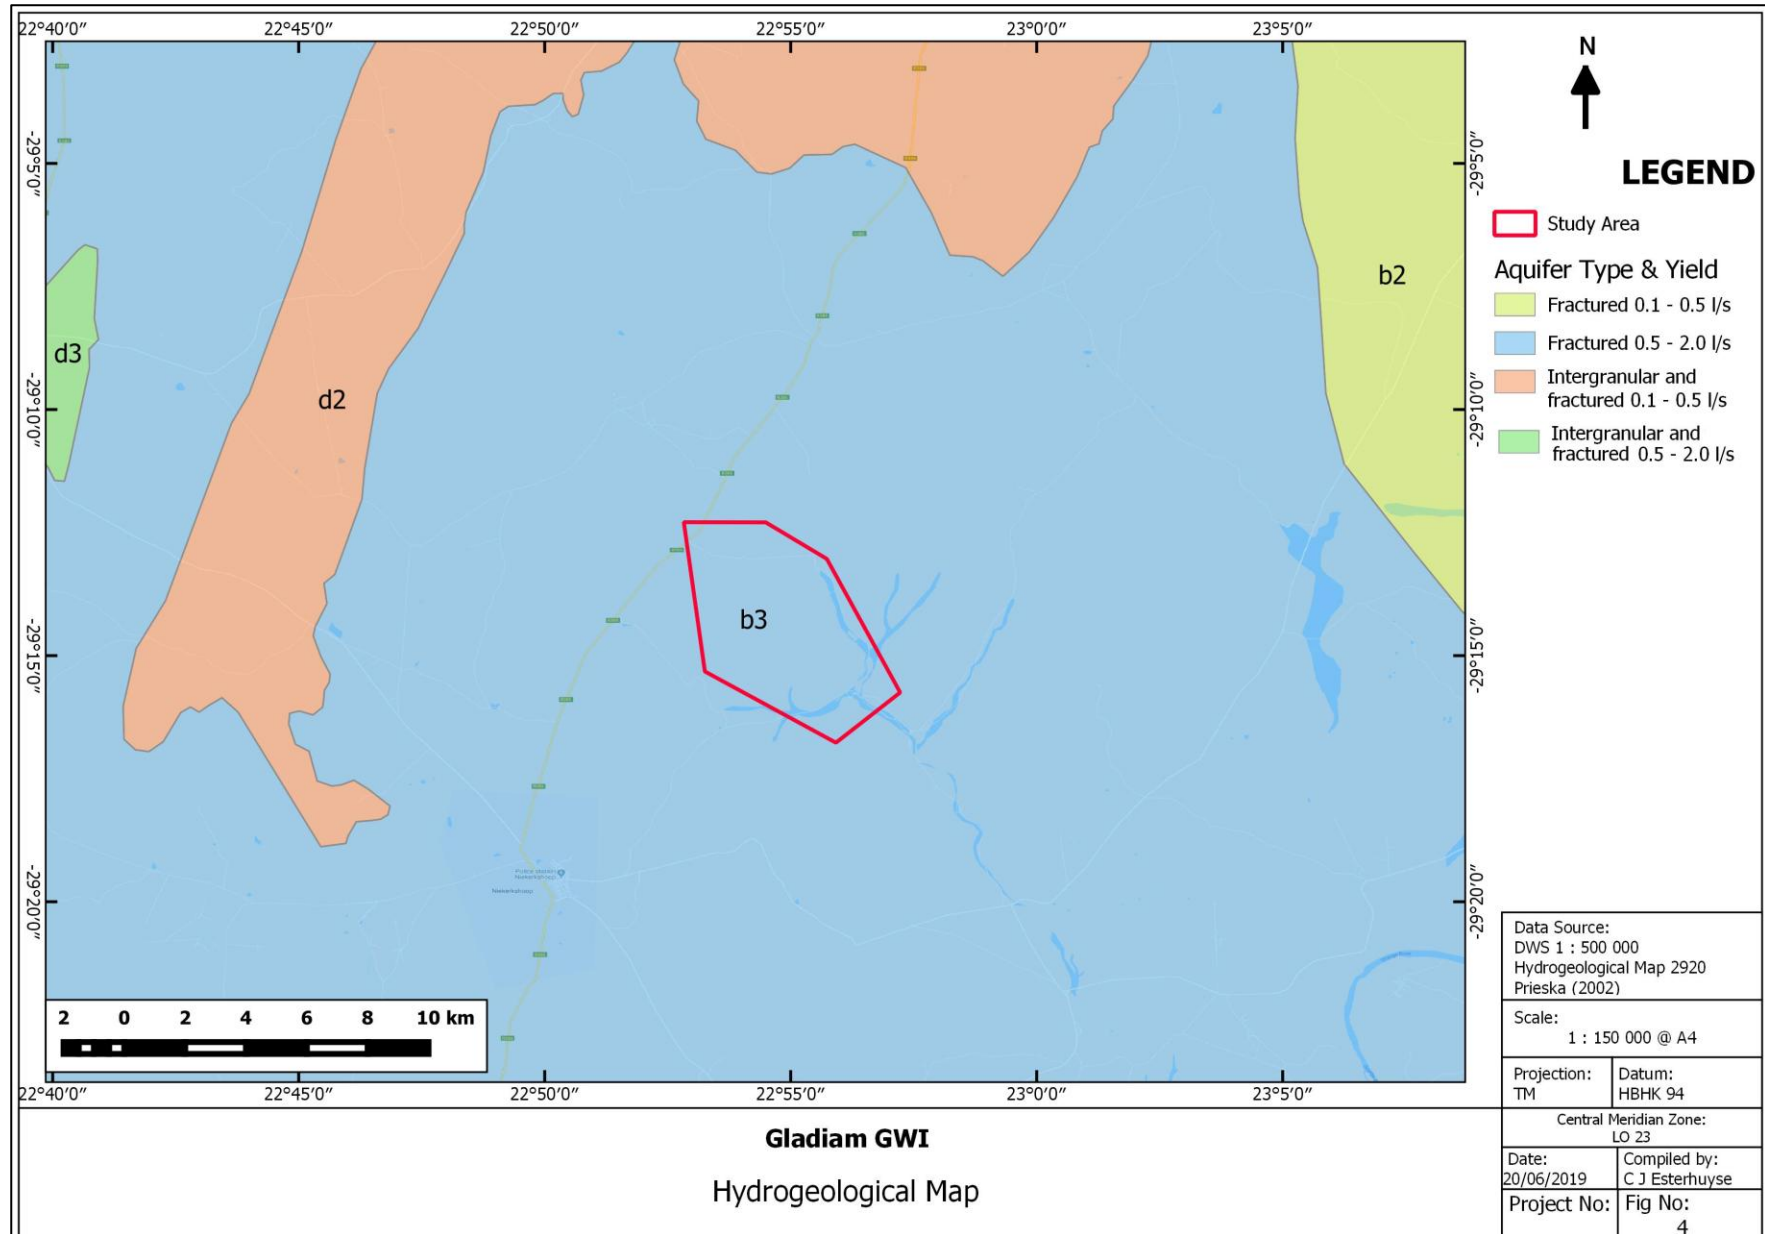 22°40′0″ 22°45′0″ 22°50′0″ 22°55′0″ 23°0′0″ 23°5′0″
N
-29°5′0″ -29°5′0″
LEGEND
Study Area
Aquifer Type & Yield
b2
Fractured 0.1 - 0.5 l/s
d3
Fractured 0.5 - 2.0 l/s
d2
Intergranular and
fractured 0.1 - 0.5 l/s
-29°10′0″ -29°10′0″
Intergranular and
fractured 0.5 - 2.0 l/s
b3
-29°15′0″ -29°15′0″
Police Station
-29°20′0″ -29°20′0″
2 0 2 4 6 8 10 km
22°40′0″ 22°45′0″ 22°50′0″ 22°55′0″ 23°0′0″ 23°5′0″
Data Source:
DWS 1 : 500 000
Hydrogeological Map 2920
Prieska (2002)
Scale:
1 : 150 000 @ A4
Projection: Datum:
TM HBHK 94
Central Meridian Zone:
LO 23
Date: Compiled by:
20/06/2019 C J Esterhuyse
Project No: Fig No:
4
Gladiam GWI
Hydrogeological Map